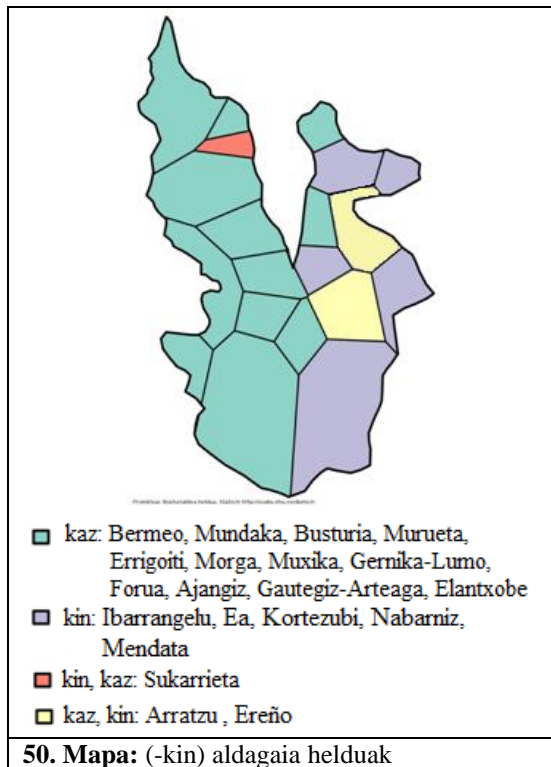 kaz: Bermeo, Mundaka, Busturia, Murueta,
Errigoiti, Morga, Muxika, Gernika-Lumo,
Forua, Ajangiz, Gautegiz-Arteaga, Elantxobe
kin: Ibarrangelu, Ea, Kortezubi, Nabarniz,
Mendata
kin, kaz: Sukarrieta
kaz, kin: Arratzu , Ereño
50. Mapa: (-kin) aldagaia helduak